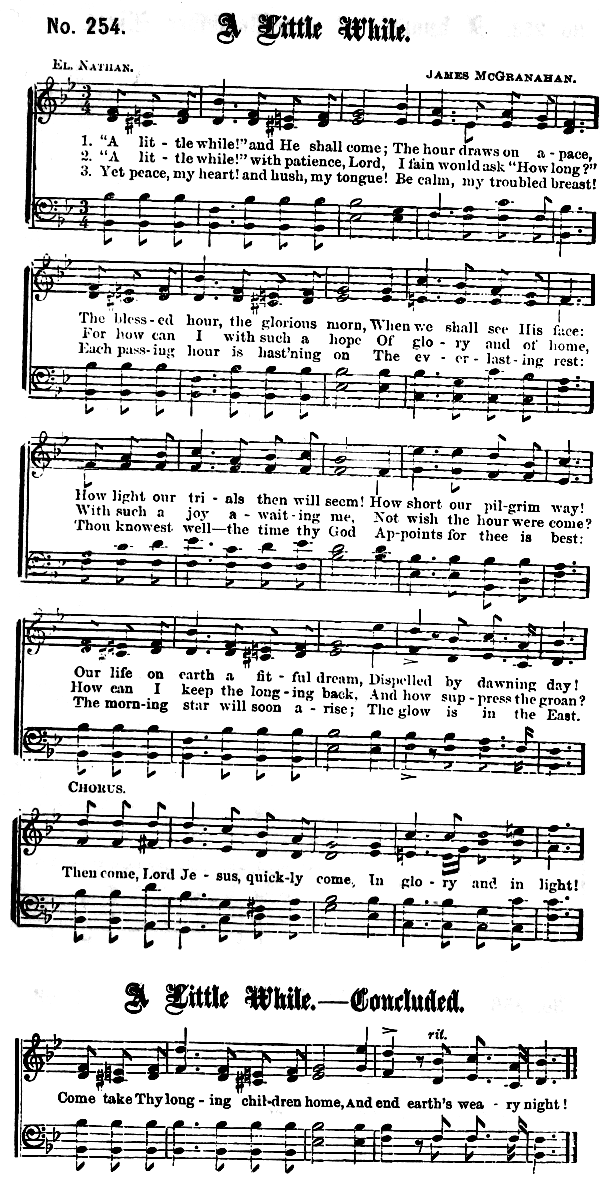 No. 254.
A Little While.
EL. NATHAN.
JAMES MCGRANAHAN.
1. “A lit - tle while!” and He shall come; The hour draws on a - pace,
2. “A lit - tle while!” with patience, Lord, I fain would ask “How long?”
3. Yet peace, my heart! and hush, my tongue! Be calm, my troubled breast!
The bless - ed hour, the glorious morn, When we shall see His face:
For how can I with such a hope Of glo - ry and of home,
Each pass - ing hour is hast'ning on The ev - er - last - ing rest:
How light our tri - als then will seem! How short our pil - grim way!
With such a joy a - wait - ing me, Not wish the hour were come?
Thou knowest well—the time thy God Ap - points for thee is best:
Our life on earth a fit - ful dream, Dispelled by dawning day!
How can I keep the long - ing back, And how sup - press the groan?
The morn - ing star will soon a - rise; The glow is in the East.
CHORUS.
Then come, Lord Je - sus, quick - ly come, In glo - ry and in light!
A Little While.—Concluded.
rit.
Come take Thy long - ing chil - dren home, And end earth's wea - ry night!